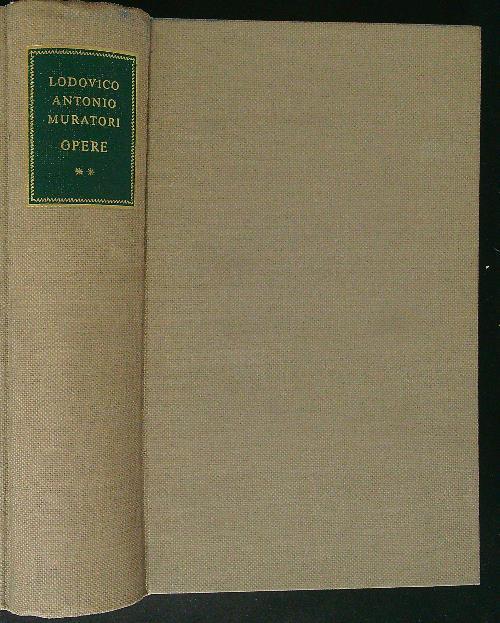 LODOVICO
ANTONIO
MURATORI
OPERE
* *